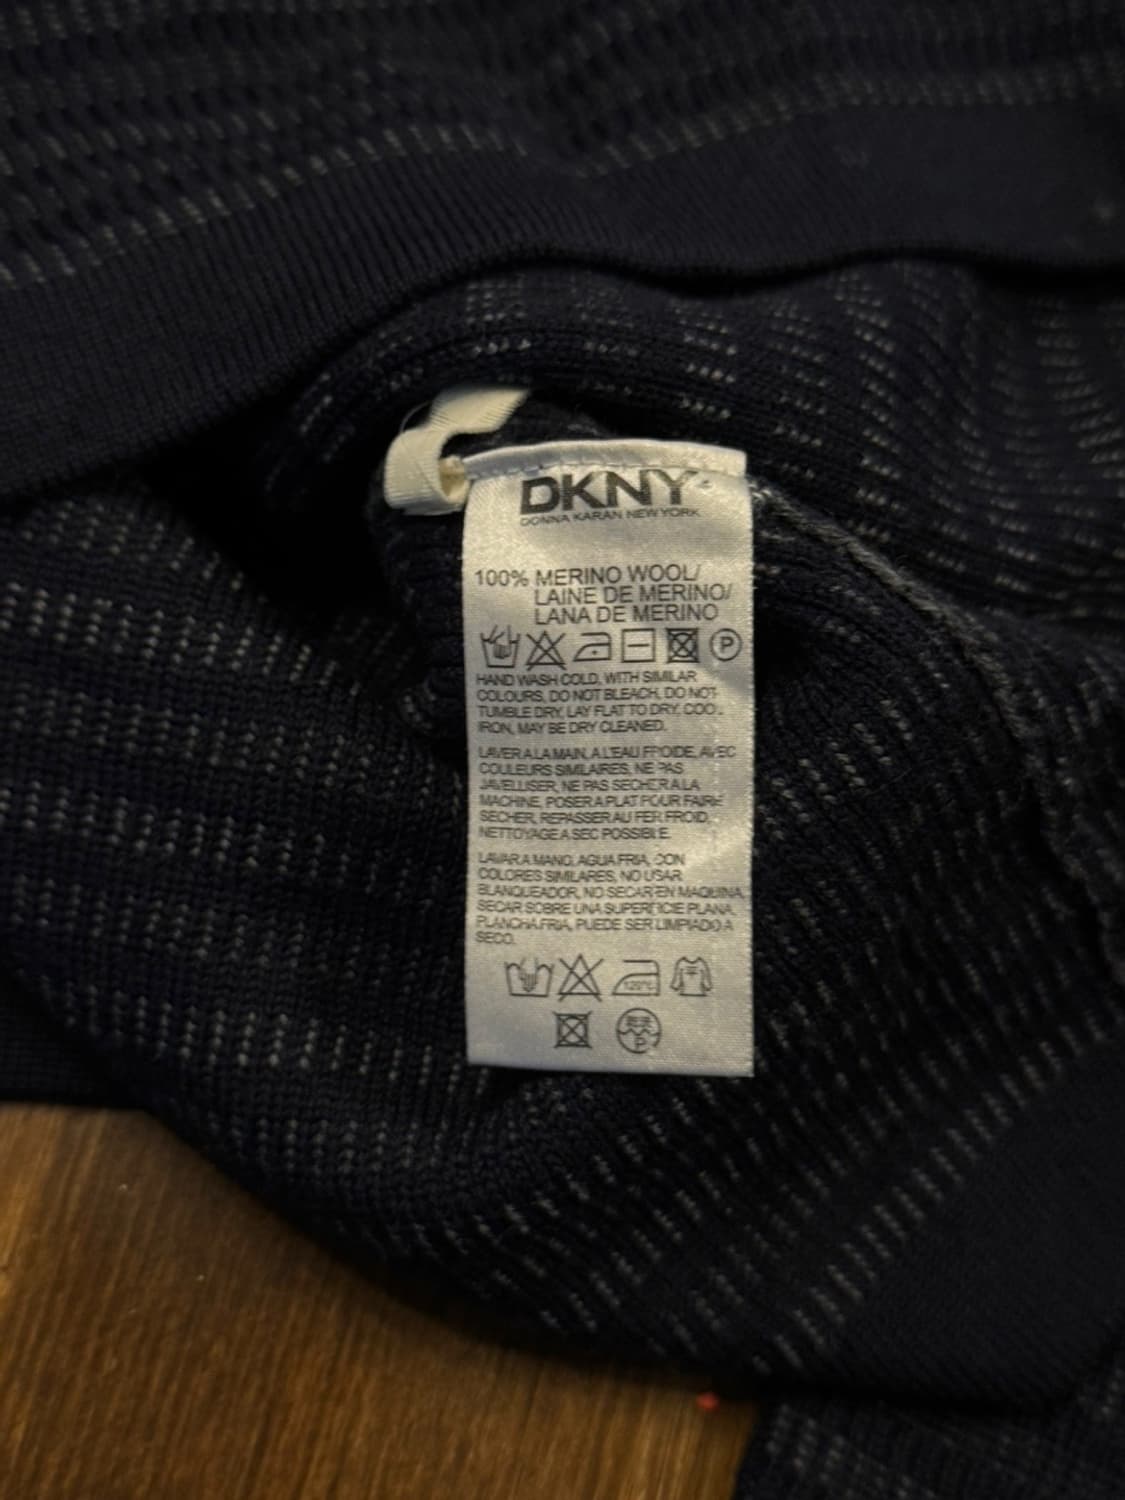 DKNY
DONNA KARAN NEW YORK
100% MERINO WOOL/
LAINE DE MERINO/
LANA DE MERINO
P
HAND WASH COLD, WITH SIMILAR
COLOURS, DO NOT BLEACH, DO NOT
TUMBLE DRY, LAY FLAT TO DRY, COOL
IRON, MAY BE DRY CLEANED.
LAVER A LA MAIN, A L'EAU FROIDE, AVEC
COULEURS SIMILAIRES, NE PAS
JAVELLISER, NE PAS SECHER A LA
MACHINE, POSER A PLAT POUR FAIRE
SECHER, REPASSER AU FER FROID,
NETTOYAGE A SEC POSSIBLE.
LAVAR A MANO, AGUA FRIA, CON
COLORES SIMILARES, NO USAR
BLANQUEADOR, NO SECAR EN MAQUINA,
SECAR SOBRE UNA SUPERFICIE PLANA,
PLANCHA FRIA, PUEDE SER LIMPIADO A
SECO.
120°C
P